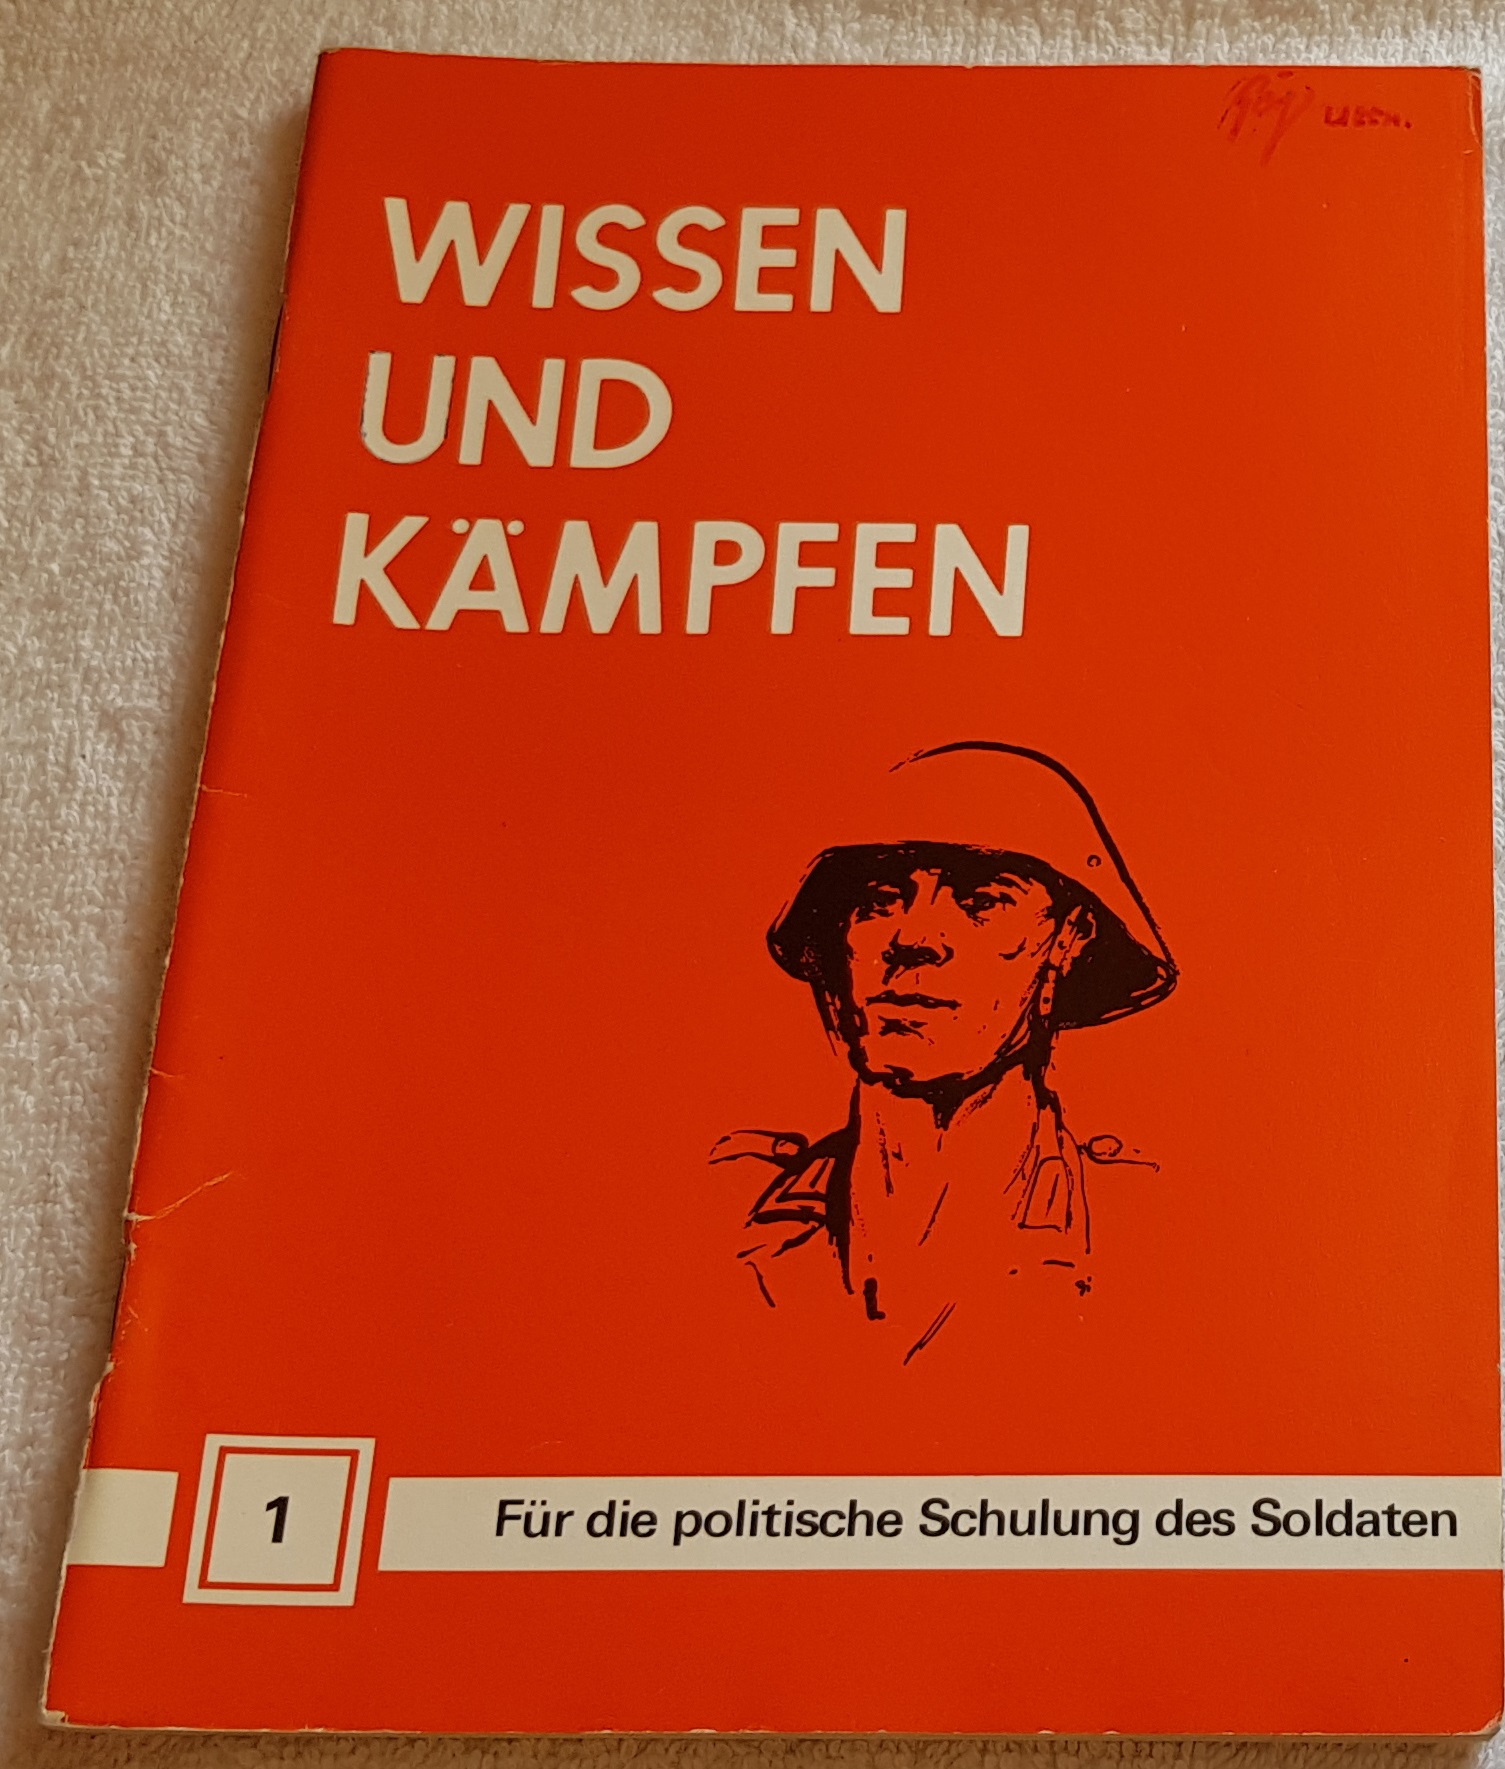 WISSEN
UND
KÄMPFEN
1
Für die politische Schulung des Soldaten